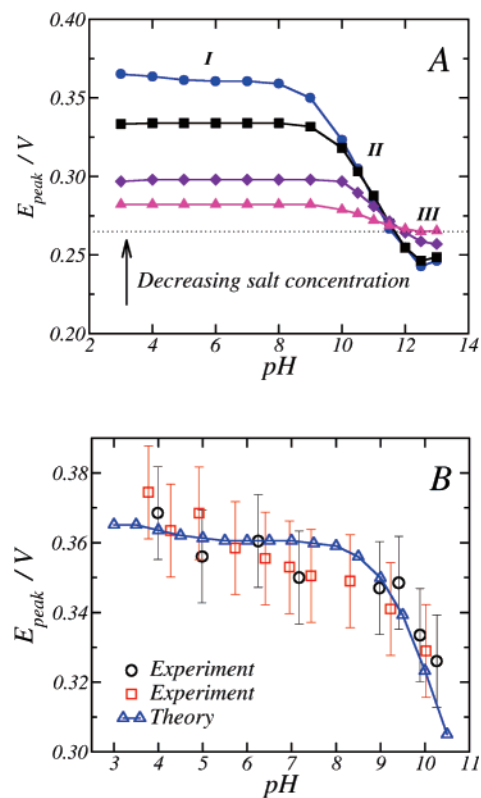 A
I
II
III
E_peak / V
0.40
0.35
0.30
0.25
0.20
Decreasing salt concentration
2 4 6 8 10 12 14
pH
B
E_peak / V
0.38
0.36
0.34
0.32
0.30
Experiment
Experiment
Theory
3 4 5 6 7 8 9 10 11
pH